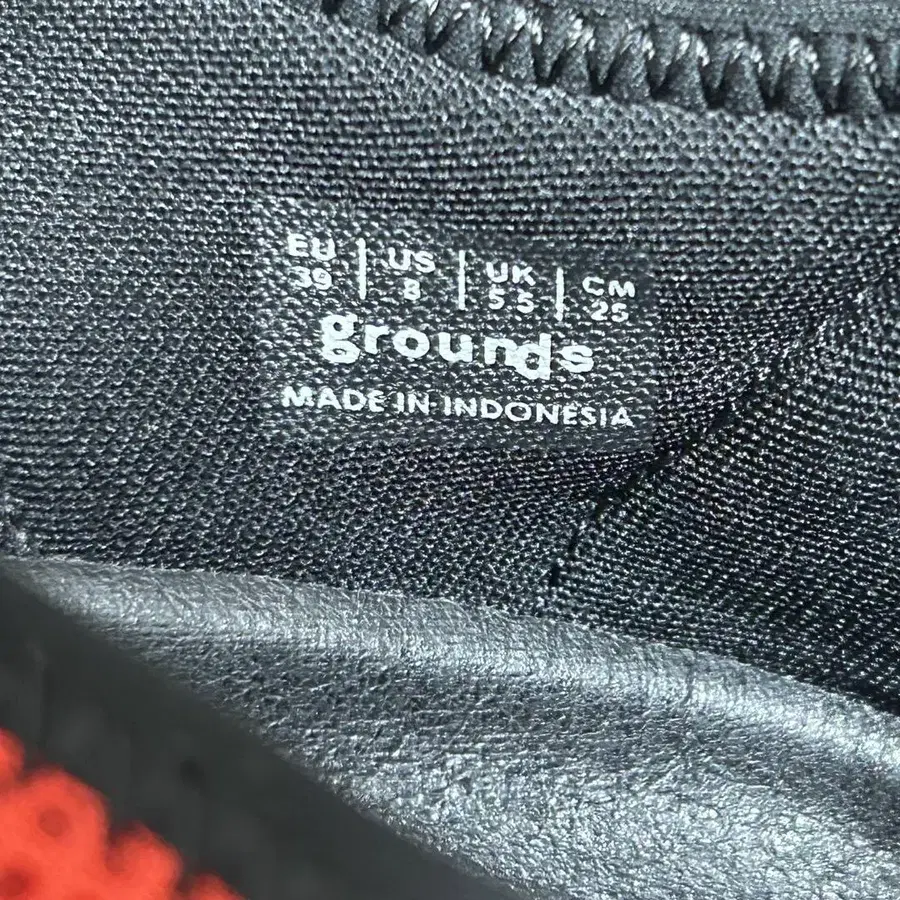 EU | US | UK | CM
39 | 8 | 5.5 | 25
grounds
MADE IN INDONESIA